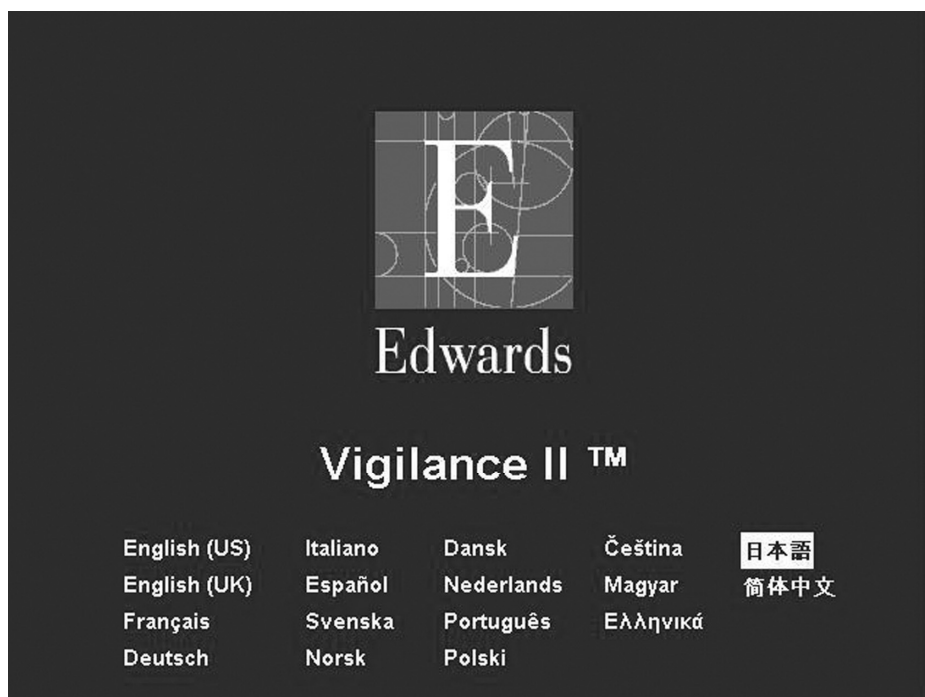 E
Edwards
Vigilance II ™
English (US)
English (UK)
Français
Deutsch
Italiano
Español
Svenska
Norsk
Dansk
Nederlands
Português
Polski
Čeština
Magyar
Ελληνικά
日本語
简体中文